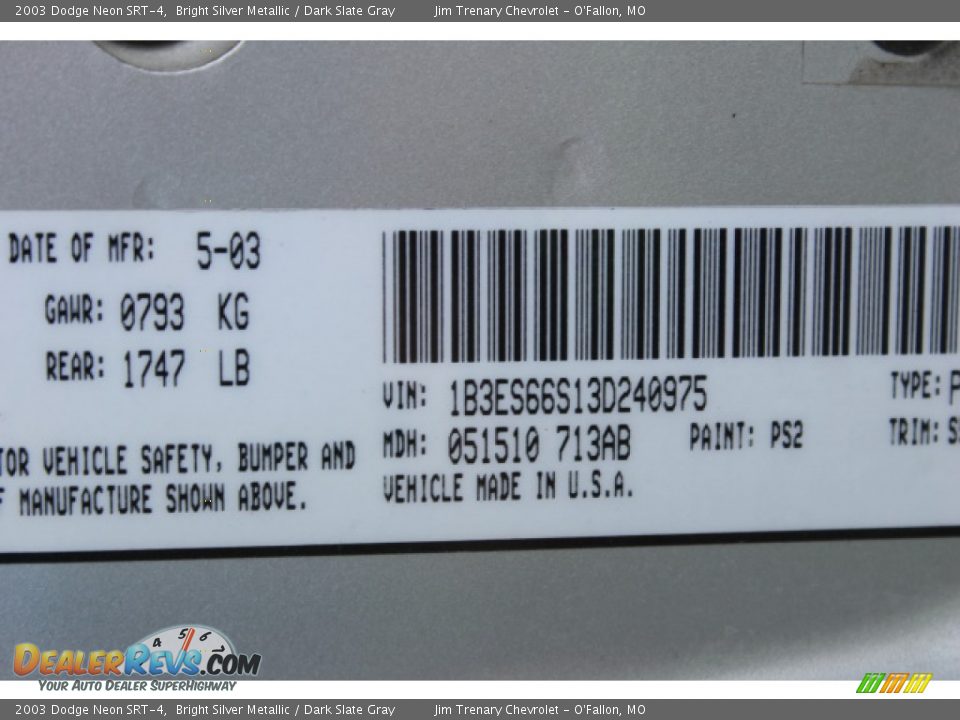 2003 Dodge Neon SRT-4, Bright Silver Metallic / Dark Slate Gray Jim Trenary Chevrolet - O'Fallon, MO
DATE OF MFR: 5-03
GAWR: 0793 KG
REAR: 1747 LB
VIN: 1B3ES66S13D240975 TYPE:
MDH: 051510 713AB PAINT: PS2 TRIM:
VEHICLE MADE IN U.S.A.
VEHICLE SAFETY, BUMPER AND
MANUFACTURE SHOWN ABOVE.
4 5 6
DEALERREVS.COM
YOUR AUTO DEALER SUPERHIGHWAY
2003 Dodge Neon SRT-4, Bright Silver Metallic / Dark Slate Gray Jim Trenary Chevrolet - O'Fallon, MO